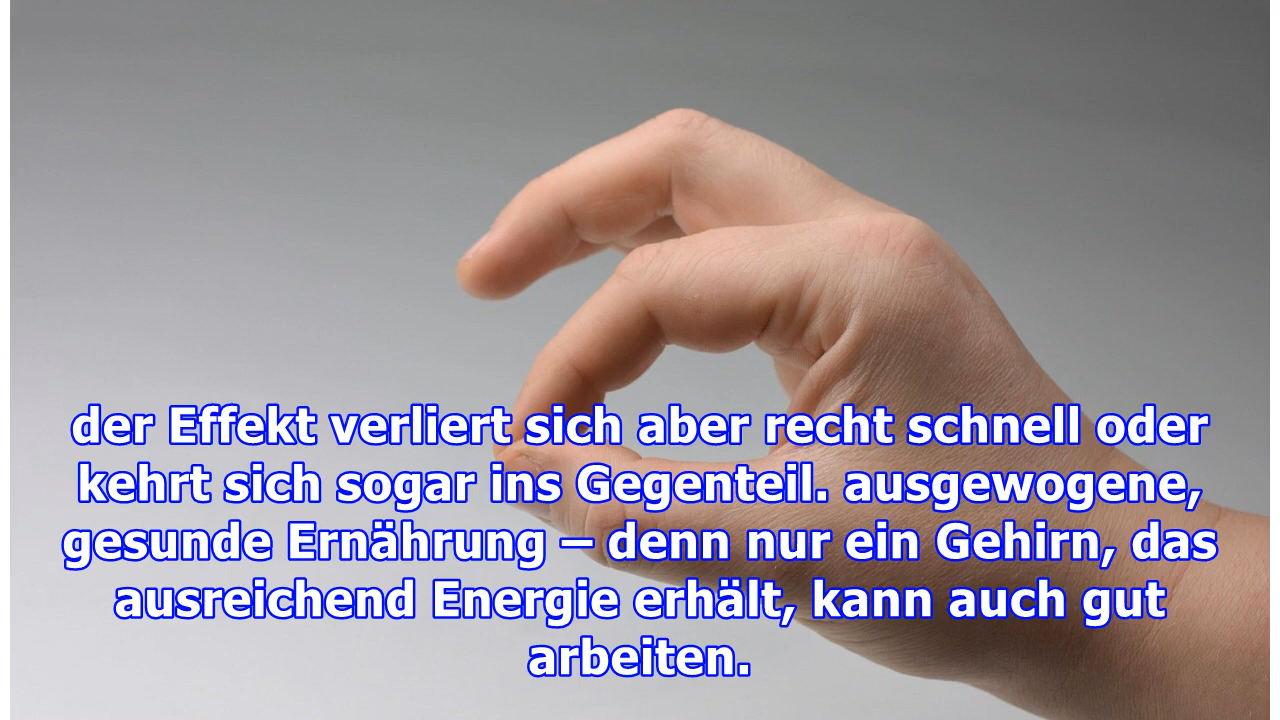 der Effekt verliert sich aber recht schnell oder
kehrt sich sogar ins Gegenteil. ausgewogene,
gesunde Ernährung – denn nur ein Gehirn, das
ausreichend Energie erhält, kann auch gut
arbeiten.